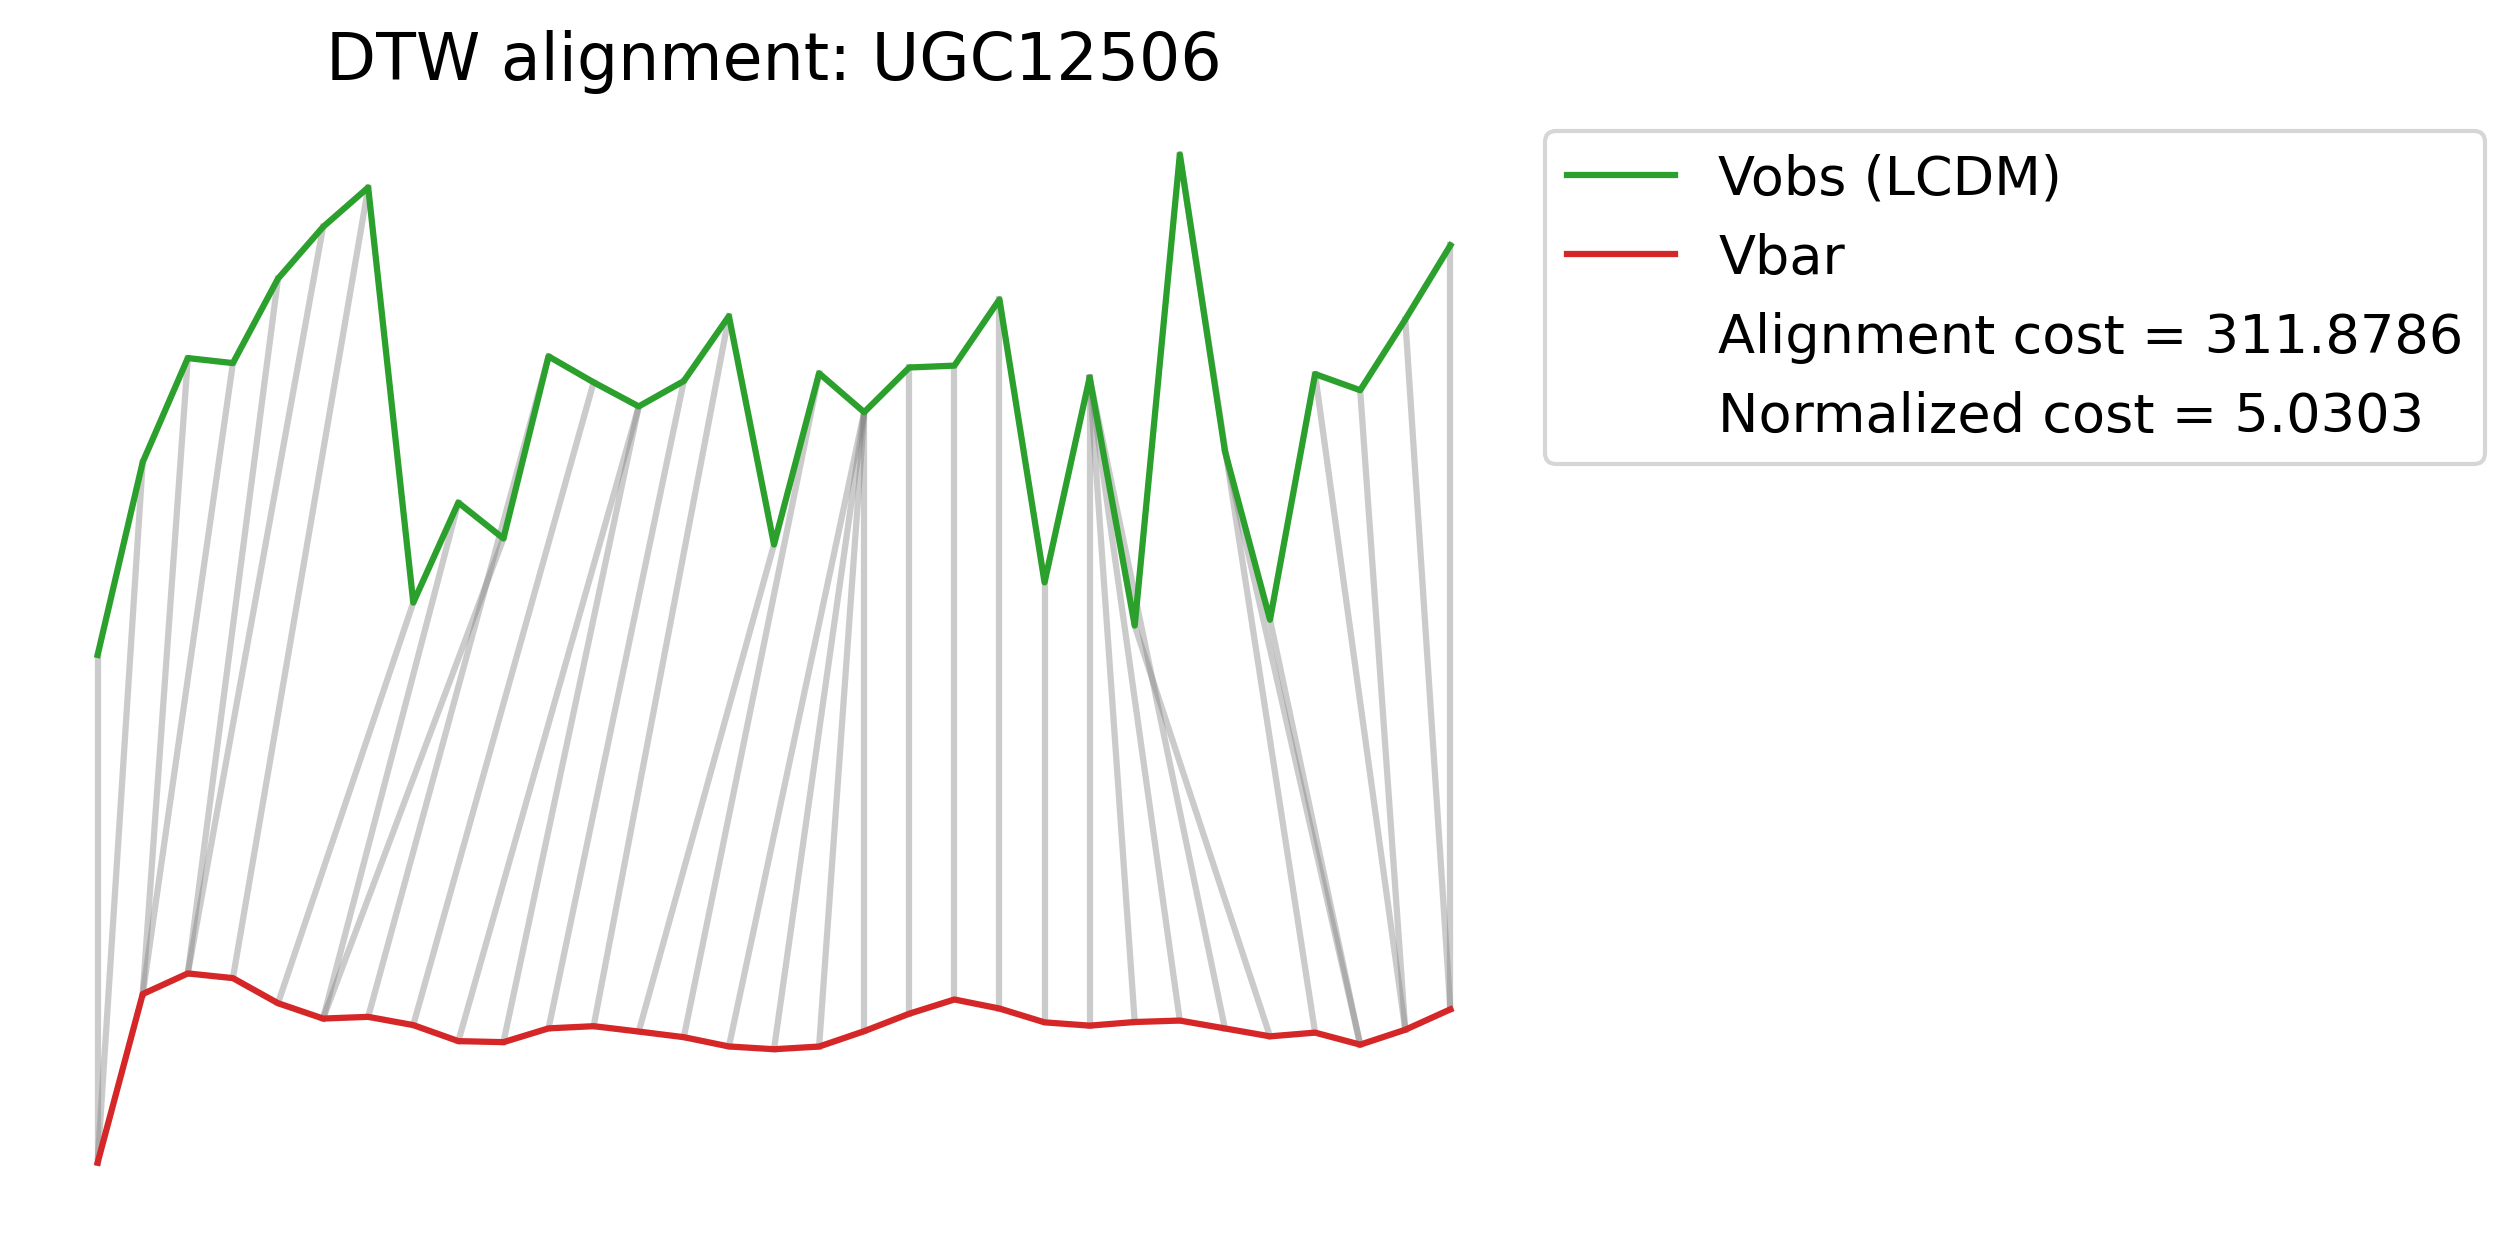 DTW alignment: UGC12506
Vobs (LCDM)
Vbar
Alignment cost = 311.8786
Normalized cost = 5.0303